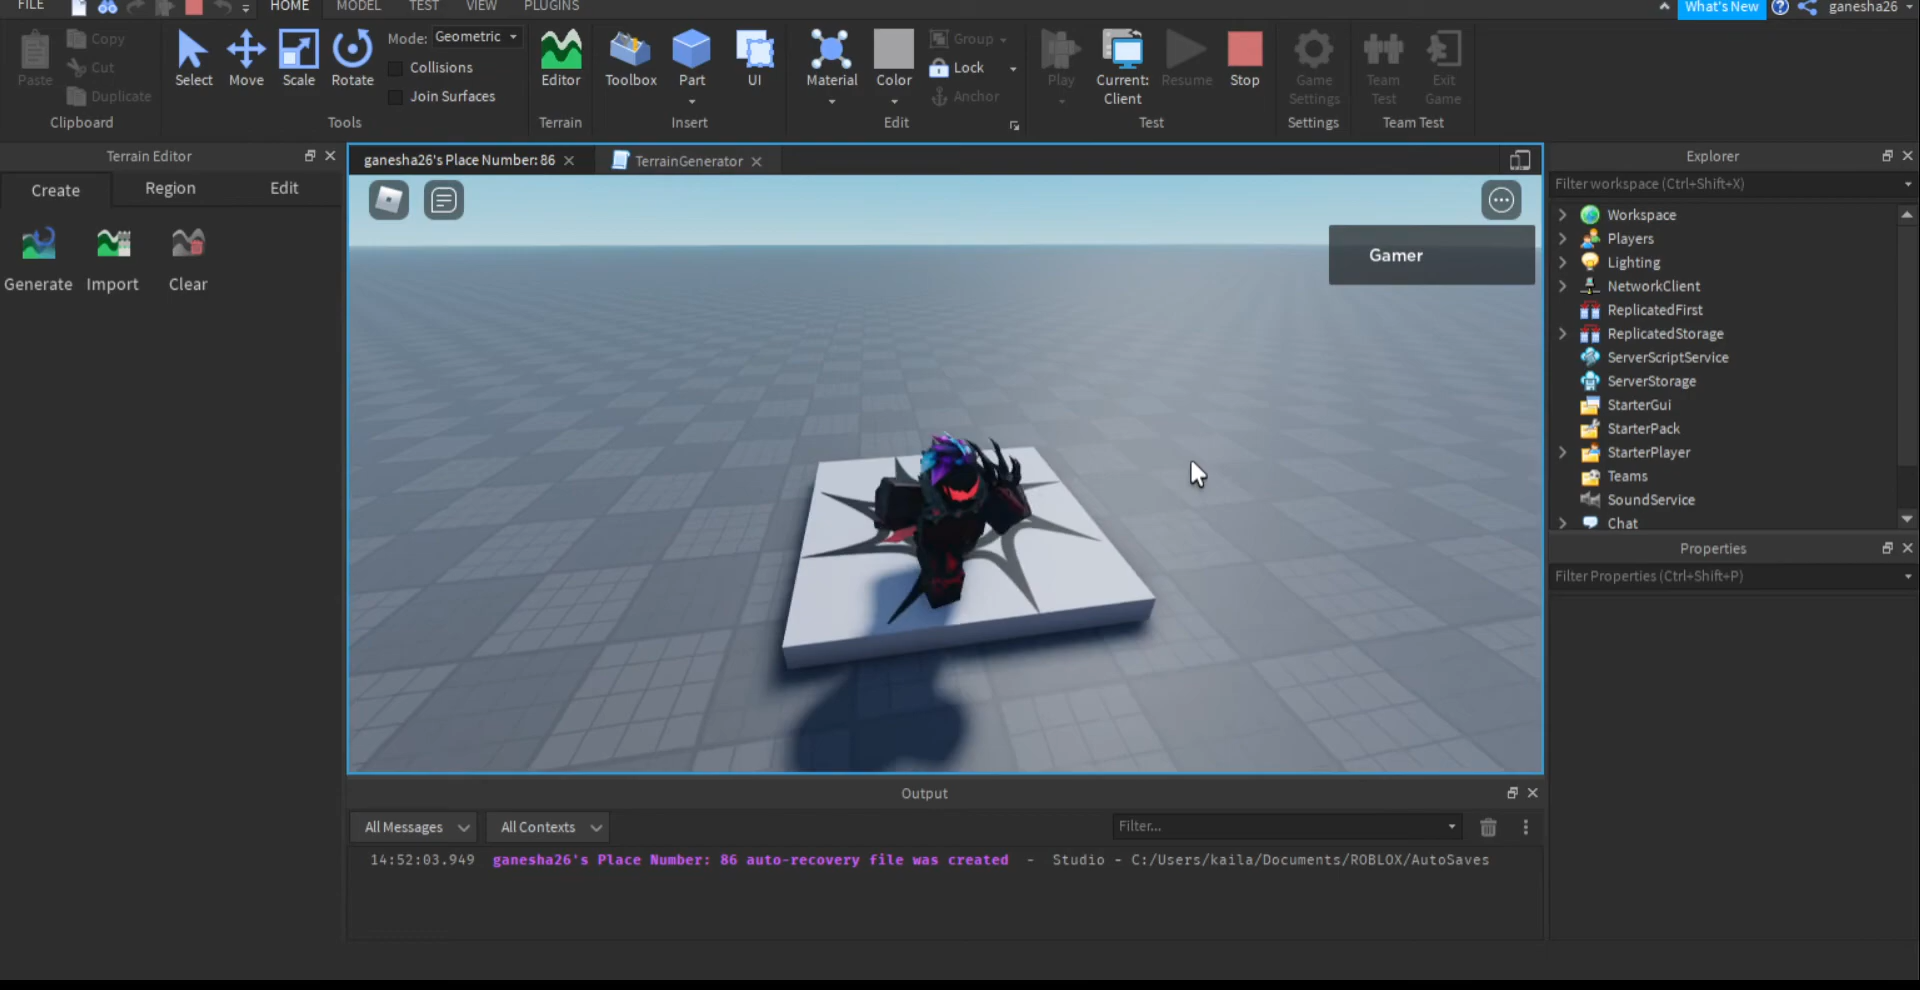 FILE HOME MODEL TEST VIEW PLUGINS What's New ganesha26
Paste Copy Cut Duplicate
Clipboard
Select Move Scale Rotate Mode: Geometric
Collisions
Join Surfaces
Tools
Editor
Terrain
Toolbox Part UI
Insert
Material Color Group Lock Anchor
Edit
Play Current: Client Resume Stop
Test
Game Settings
Settings
Team Test Exit Game
Team Test
Terrain Editor
Create Region Edit
Generate Import Clear
ganesha26's Place Number: 86 TerrainGenerator
Gamer
Explorer
Filter workspace (Ctrl+Shift+X)
Workspace
Players
Lighting
NetworkClient
ReplicatedFirst
ReplicatedStorage
ServerScriptService
ServerStorage
StarterGui
StarterPack
StarterPlayer
Teams
SoundService
Chat
Properties
Filter Properties (Ctrl+Shift+P)
Output
All Messages All Contexts Filter...
14:52:03.949 ganesha26's Place Number: 86 auto-recovery file was created - Studio - C:/Users/kaila/Documents/ROBLOX/AutoSaves